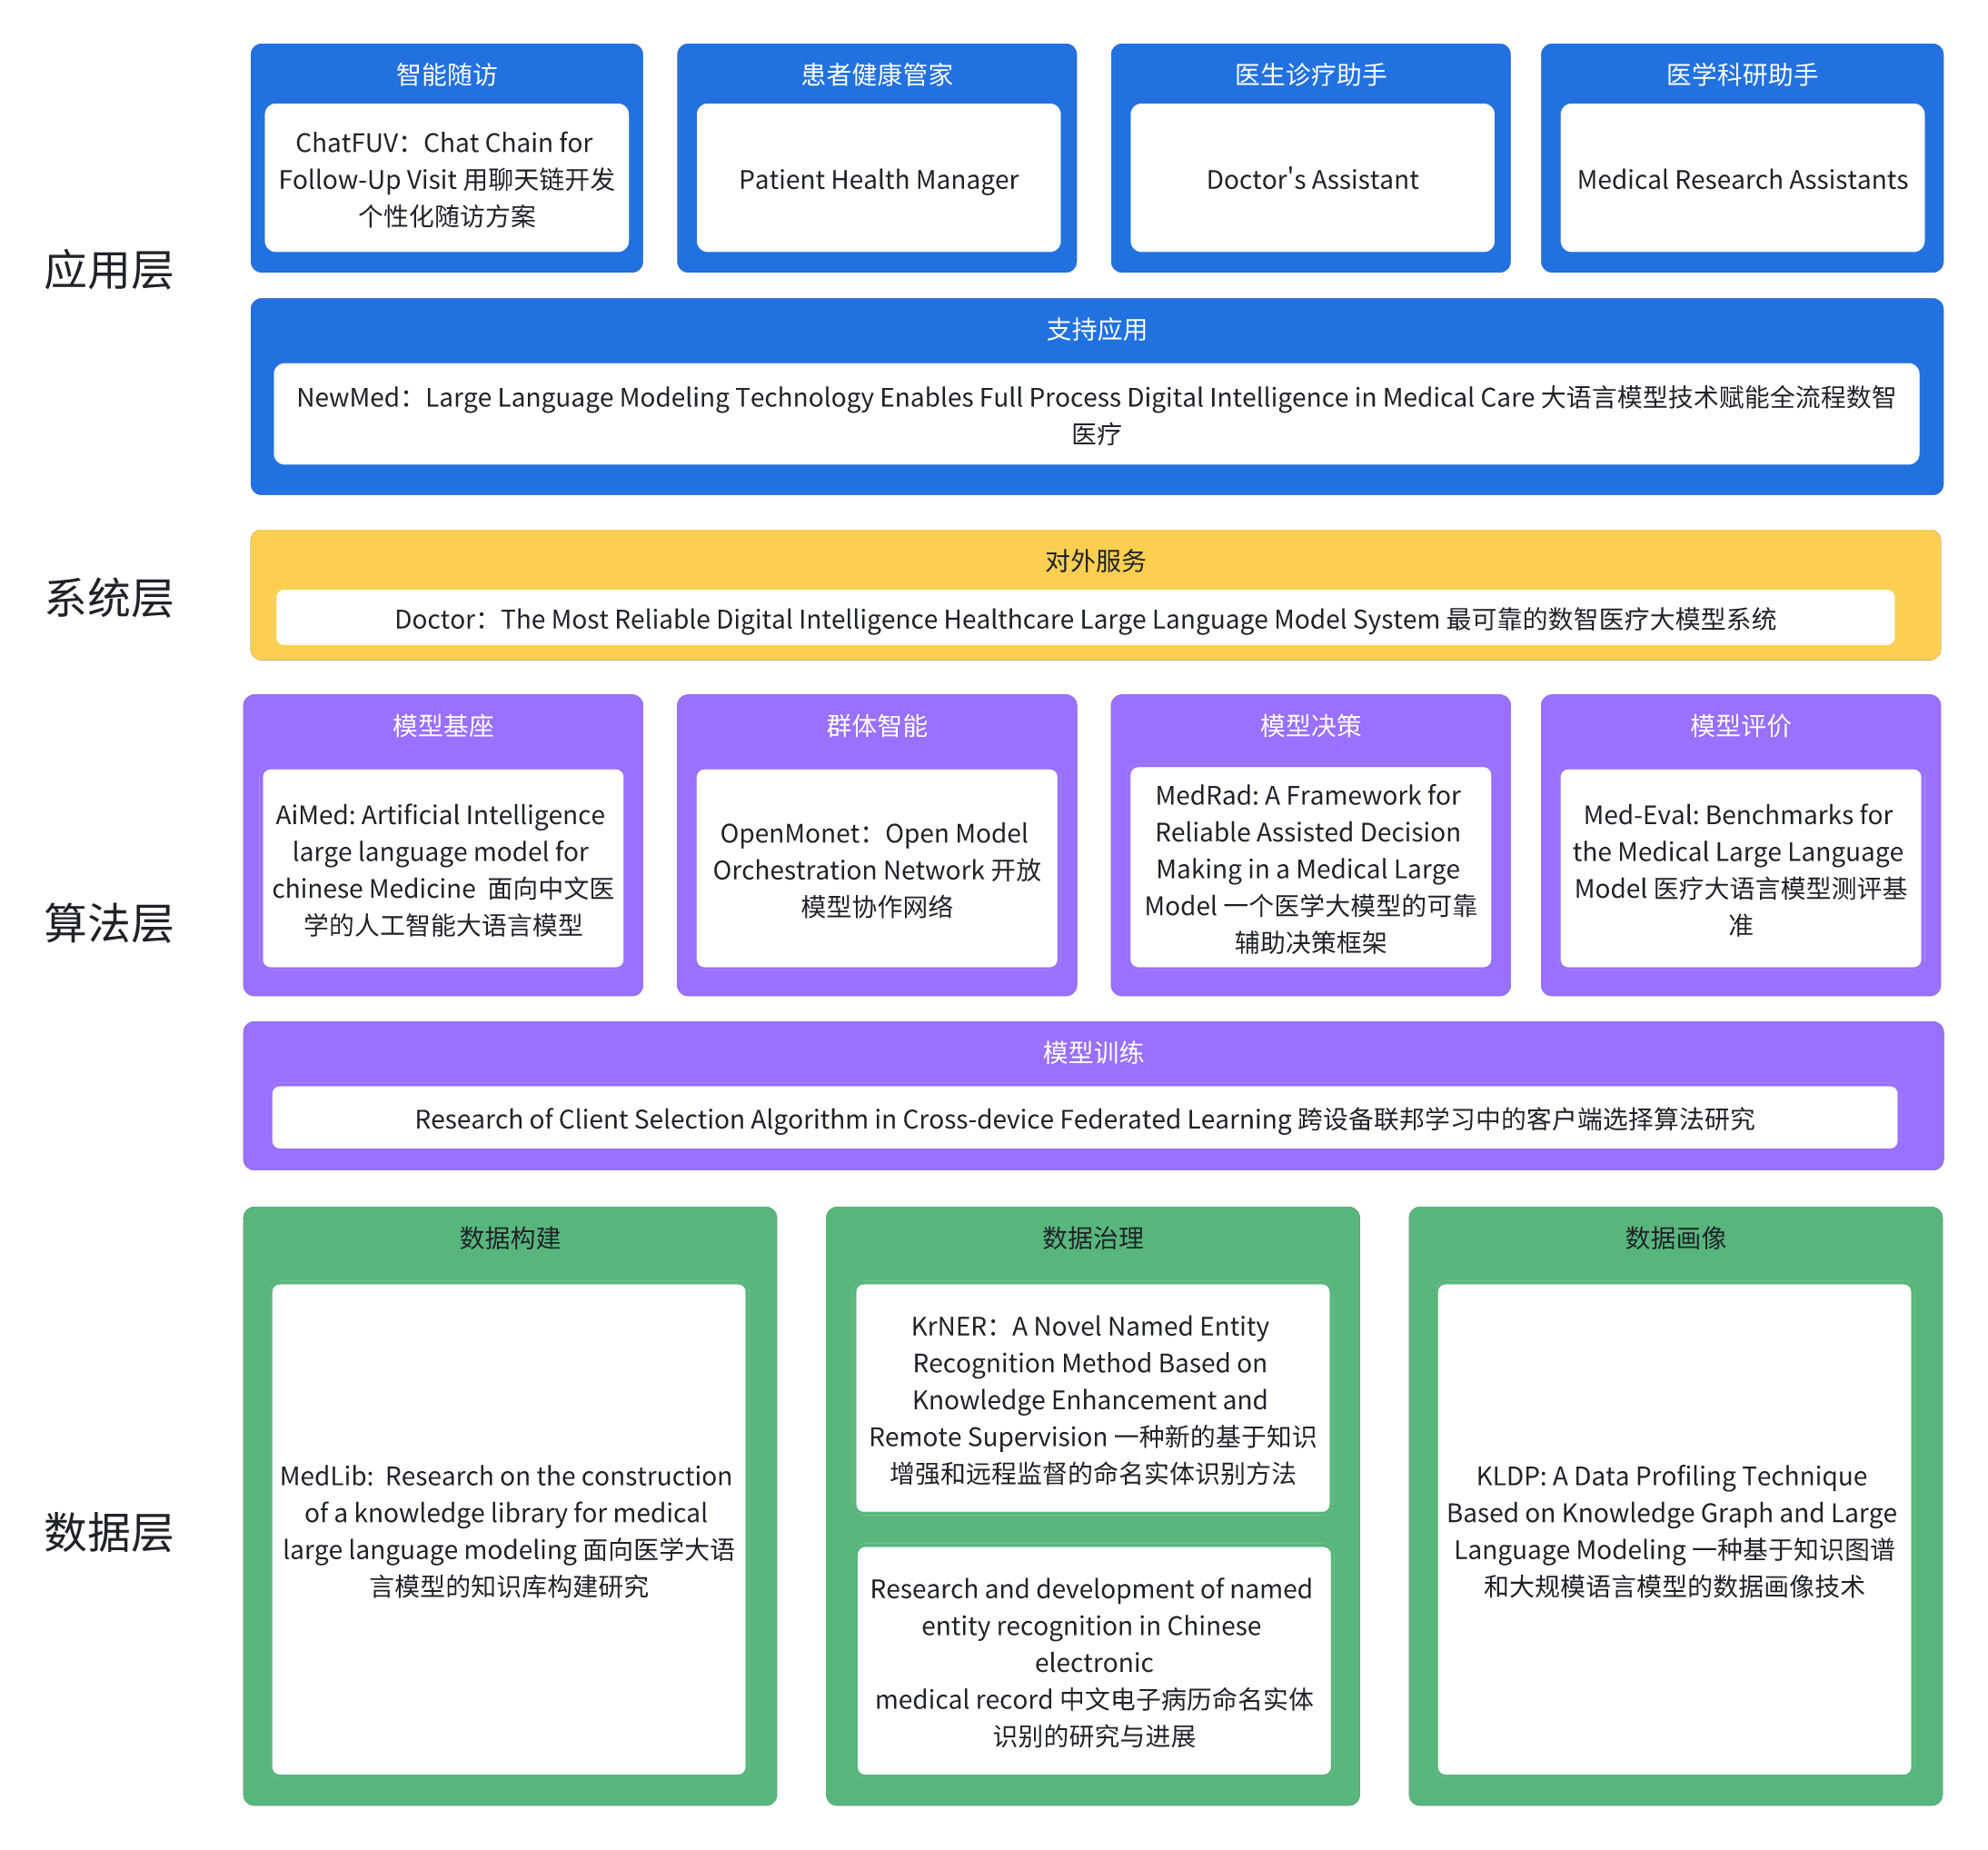 应用层
智能随访
ChatFUV：Chat Chain for
Follow-Up Visit 用聊天链开发
个性化随访方案
患者健康管家
Patient Health Manager
医生诊疗助手
Doctor's Assistant
医学科研助手
Medical Research Assistants
支持应用
NewMed：Large Language Modeling Technology Enables Full Process Digital Intelligence in Medical Care 大语言模型技术赋能全流程数智
医疗
系统层
对外服务
Doctor：The Most Reliable Digital Intelligence Healthcare Large Language Model System 最可靠的数智医疗大模型系统
算法层
模型基座
AiMed: Artificial Intelligence
large language model for
chinese Medicine 面向中文医
学的人工智能大语言模型
群体智能
OpenMonet：Open Model
Orchestration Network 开放
模型协作网络
模型决策
MedRad: A Framework for
Reliable Assisted Decision
Making in a Medical Large
Model 一个医学大模型的可靠
辅助决策框架
模型评价
Med-Eval: Benchmarks for
the Medical Large Language
Model 医疗大语言模型测评基
准
模型训练
Research of Client Selection Algorithm in Cross-device Federated Learning 跨设备联邦学习中的客户端选择算法研究
数据层
数据构建
MedLib: Research on the construction
of a knowledge library for medical
large language modeling 面向医学大语
言模型的知识库构建研究
数据治理
KrNER：A Novel Named Entity
Recognition Method Based on
Knowledge Enhancement and
Remote Supervision 一种新的基于知识
增强和远程监督的命名实体识别方法
Research and development of named
entity recognition in Chinese
electronic
medical record 中文电子病历命名实体
识别的研究与进展
数据画像
KLDP: A Data Profiling Technique
Based on Knowledge Graph and Large
Language Modeling 一种基于知识图谱
和大规模语言模型的数据画像技术